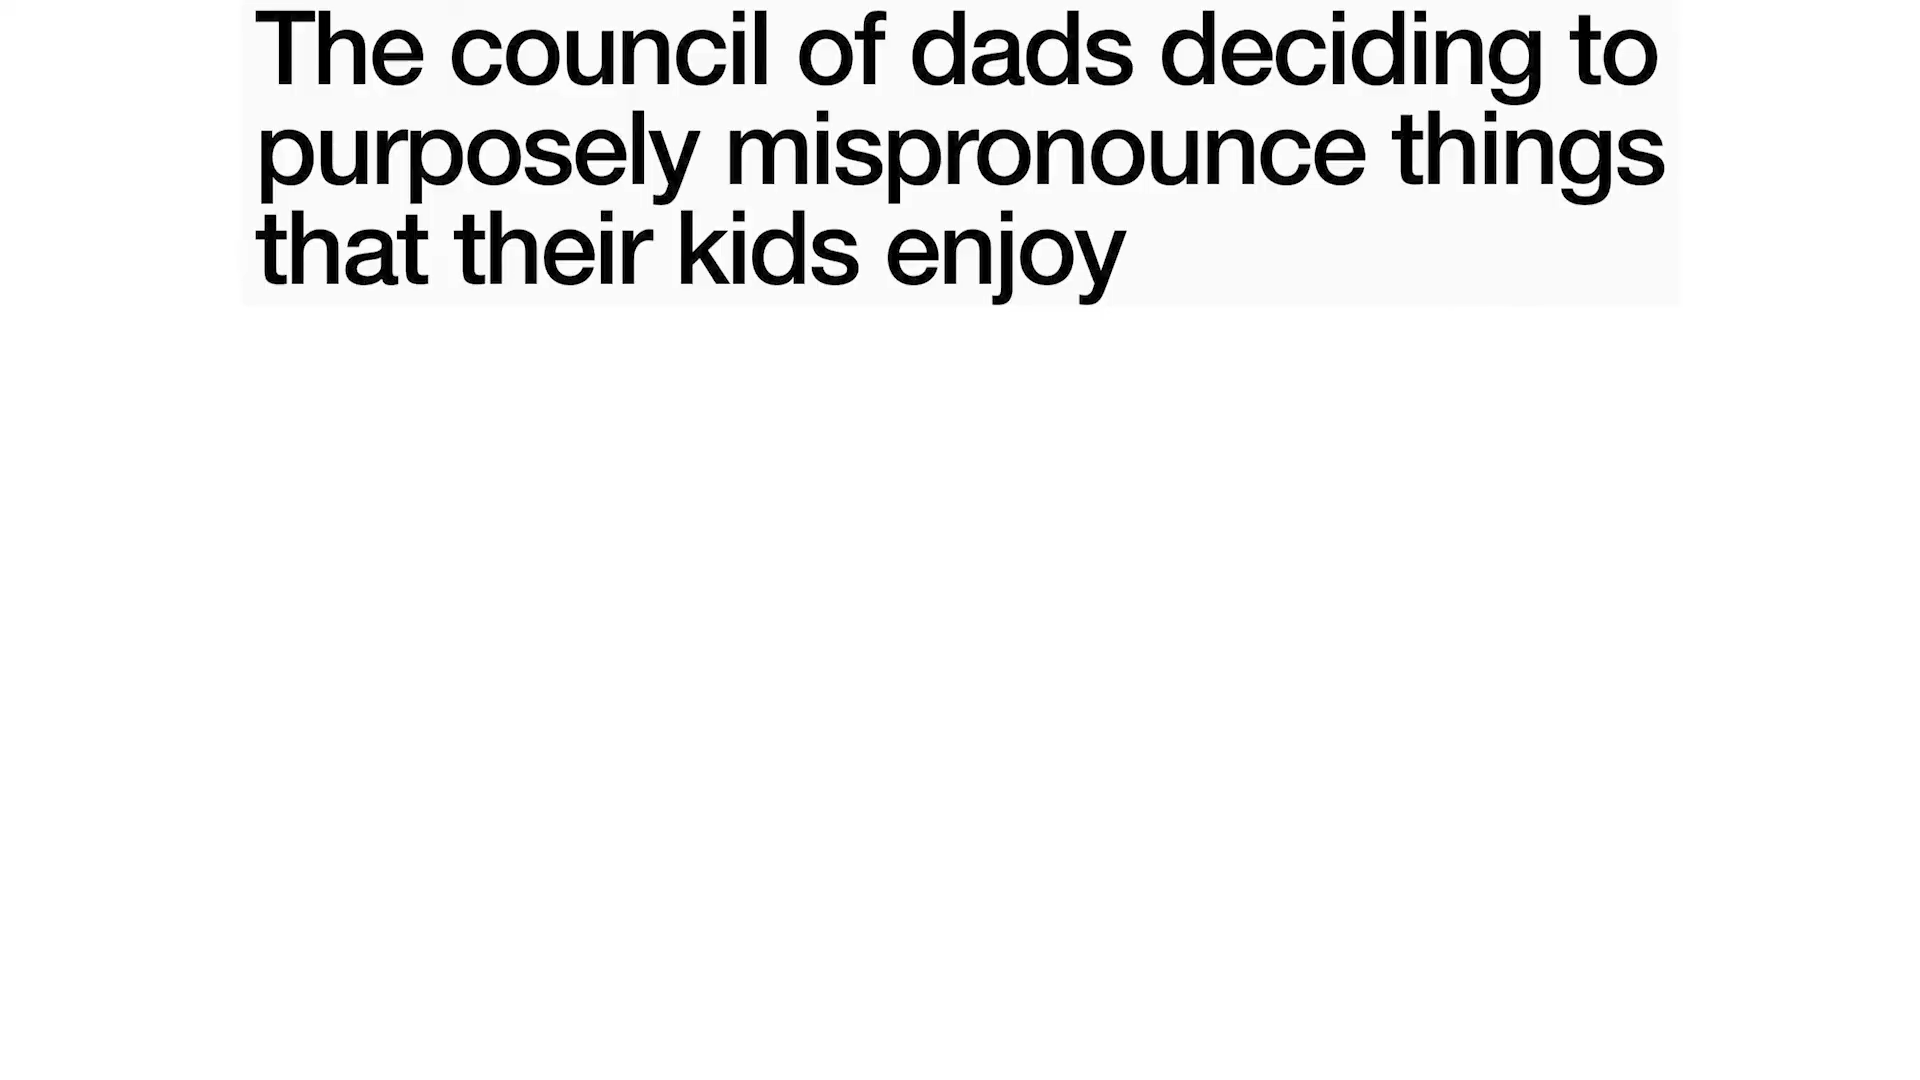 The council of dads deciding to
purposely mispronounce things
that their kids enjoy